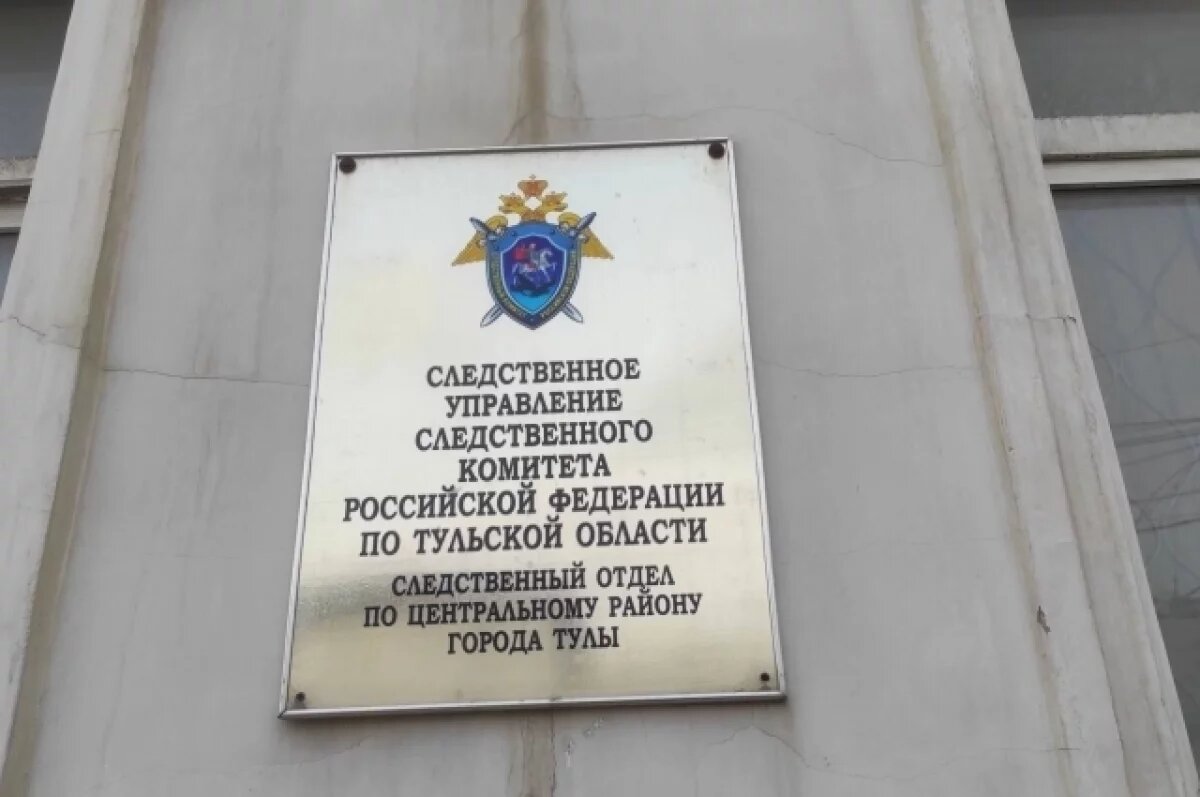 СЛЕДСТВЕННОЕ
УПРАВЛЕНИЕ
СЛЕДСТВЕННОГО
КОМИТЕТА
РОССИЙСКОЙ ФЕДЕРАЦИИ
ПО ТУЛЬСКОЙ ОБЛАСТИ
СЛЕДСТВЕННЫЙ ОТДЕЛ
ПО ЦЕНТРАЛЬНОМУ РАЙОНУ
ГОРОДА ТУЛЫ